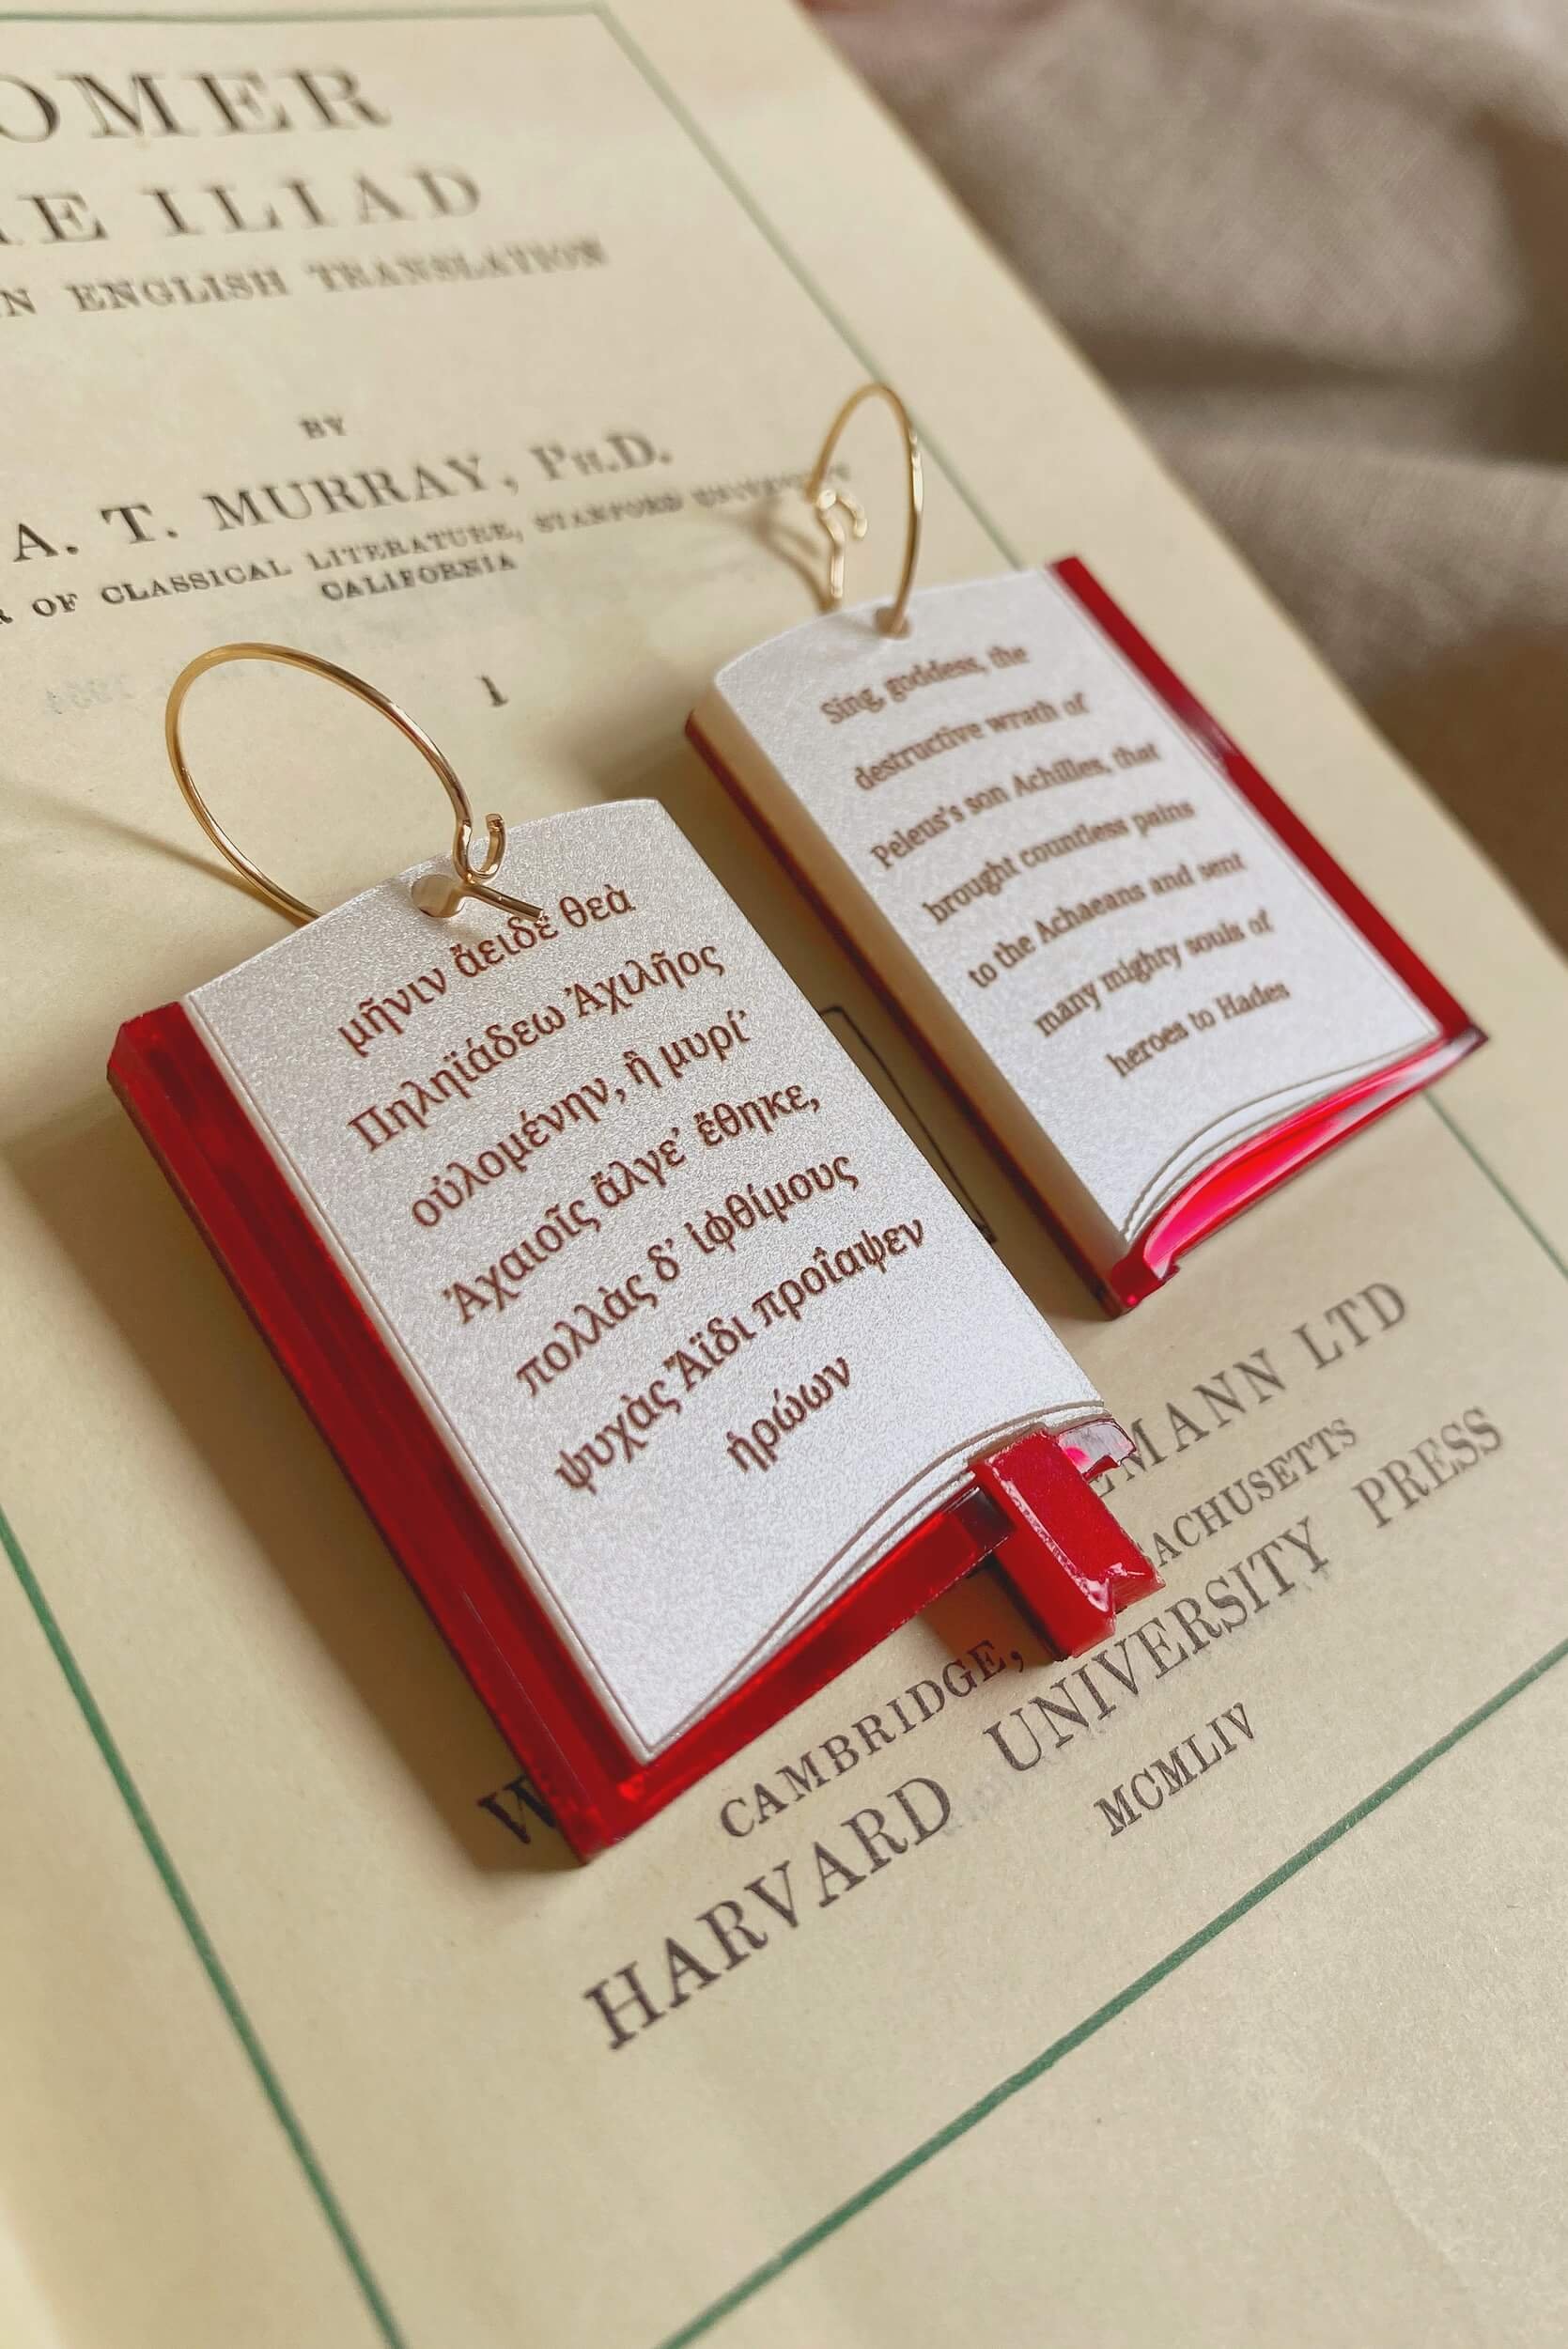 OMER
E ILIAD
N ENGLISH TRANSLATION
BY
A. T. MURRAY, PH.D.
R OF CLASSICAL LITERATURE, STANFORD UNIVERSITY
CALIFORNIA
1
μῆνιν ἄειδε θεὰ
Πηληϊάδεω Ἀχιλῆος
οὐλομένην, ἣ μυρί’
Ἀχαιοῖς ἄλγε’ ἔθηκε,
πολλὰς δ’ ἰφθίμους
ψυχὰς Ἄϊδι προΐαψεν
ἡρώων
Sing, goddess, the
destructive wrath of
Peleus's son Achilles, that
brought countless pains
to the Achaeans and sent
many mighty souls of
heroes to Hades
W EMANN LTD
CAMBRIDGE, ACHUSETTS
HARVARD UNIVERSITY PRESS
MCMLIV